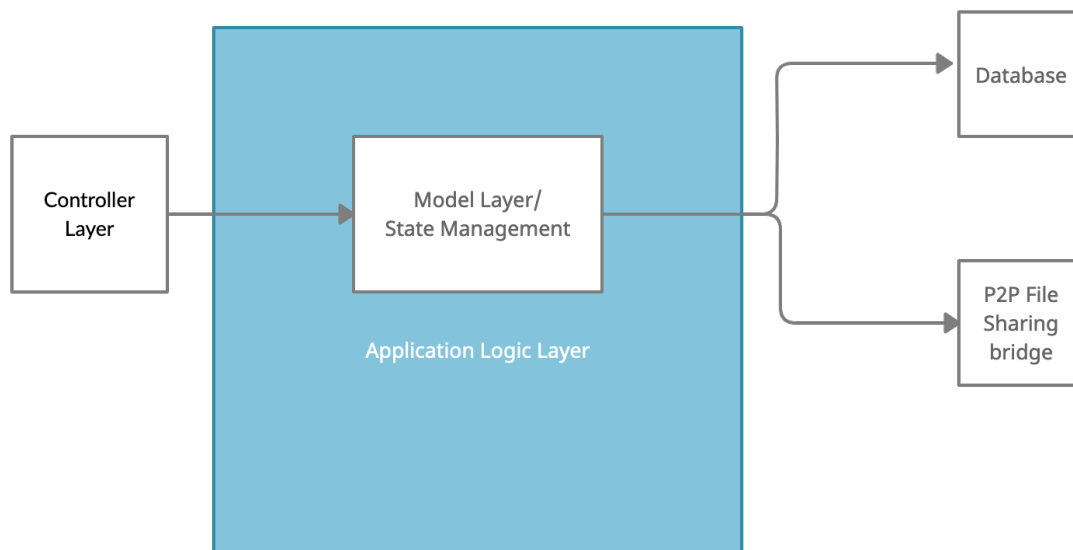 Controller
Layer
Model Layer/
State Management
Application Logic Layer
Database
P2P File
Sharing
bridge